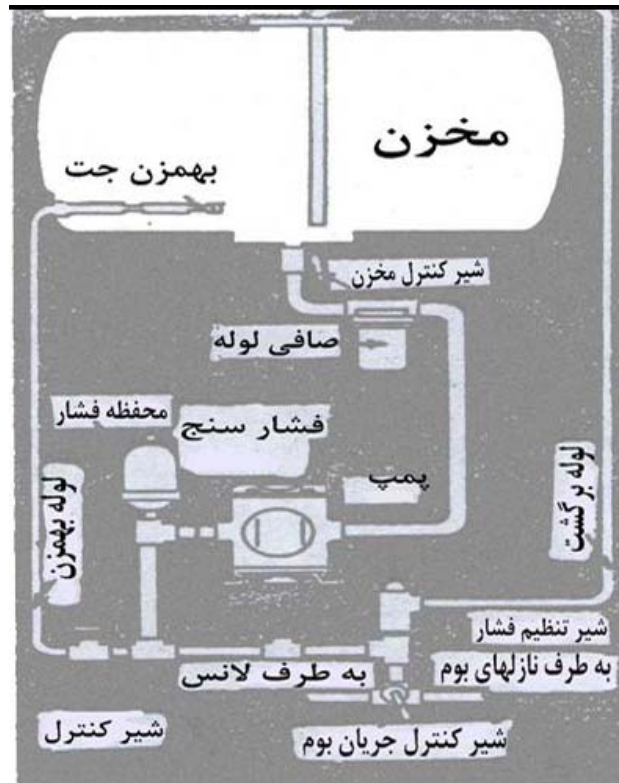 مخزن
بهمزن جت
شیر کنترل مخزن
صافی لوله
محفظه فشار
فشار سنج
پمپ
لوله برگشت
لوله بهمزن
شیر تنظیم فشار
به طرف نازلهای بوم
به طرف لانس
شیر کنترل
شیر کنترل جریان بوم